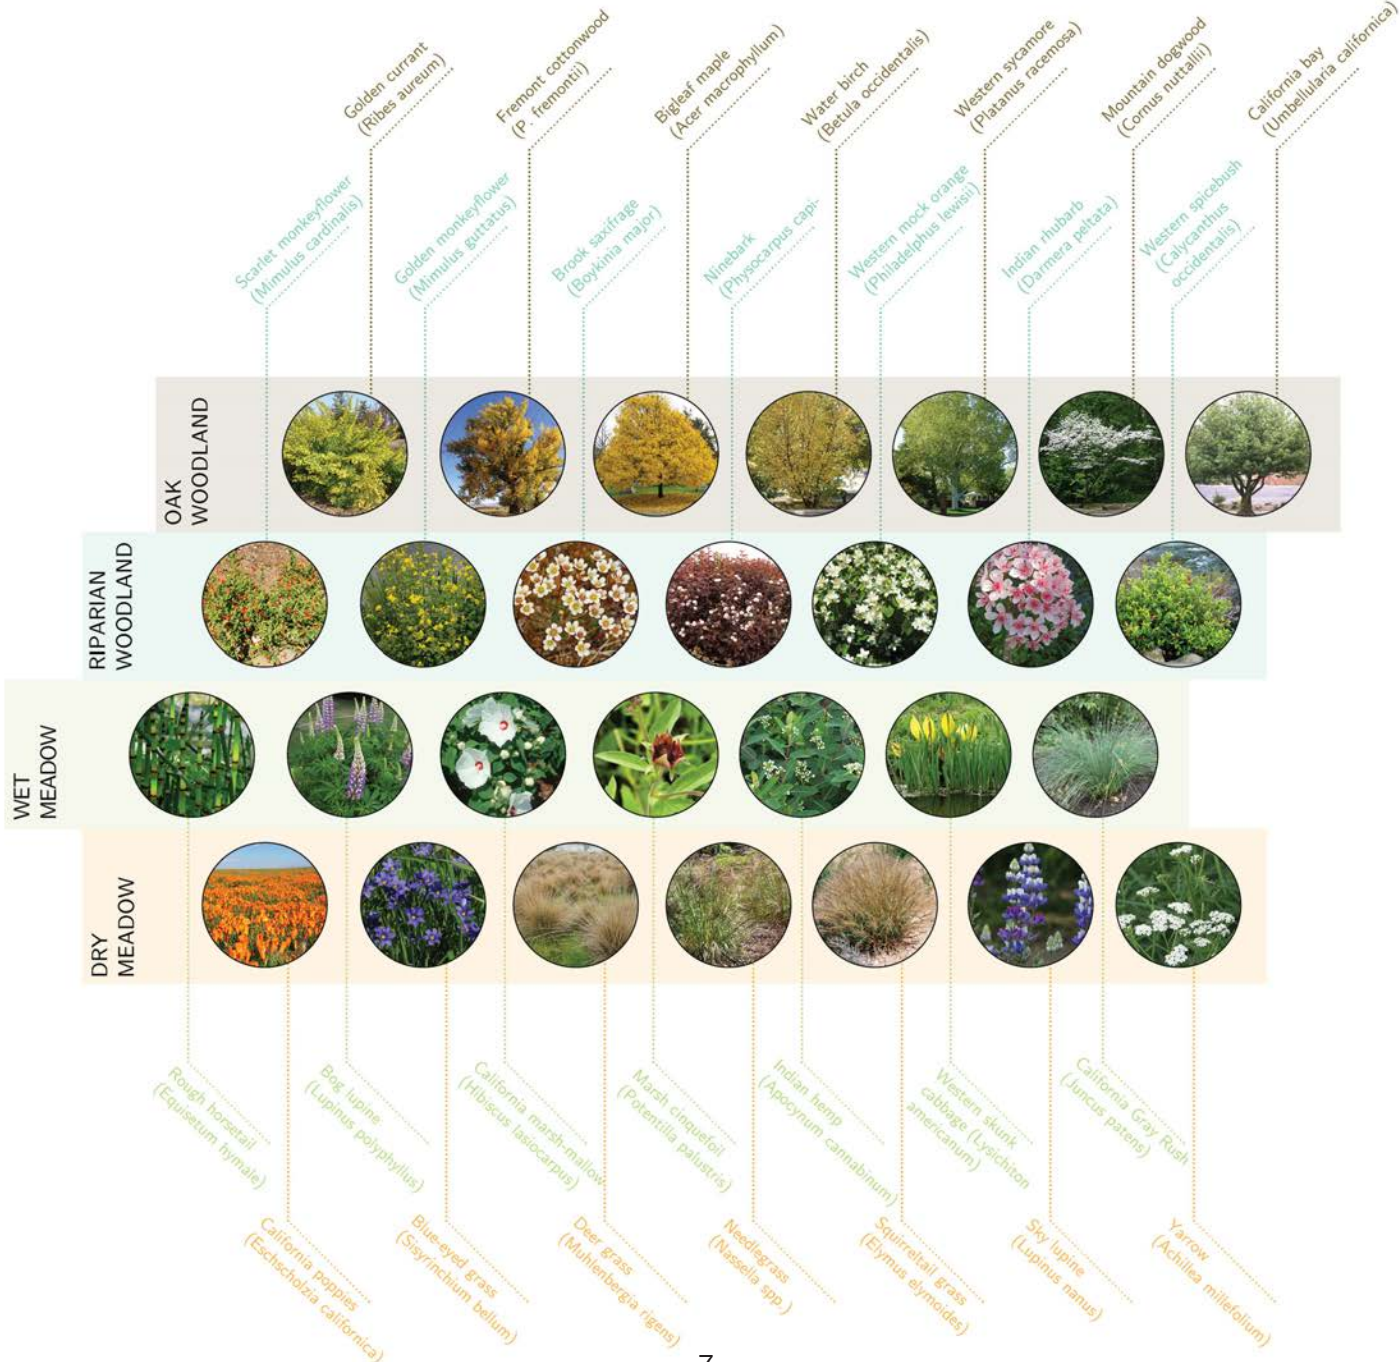 Golden currant
(Ribes aureum)
Fremont cottonwood
(P. fremontii)
Bigleaf maple
(Acer macrophyllum)
Water birch
(Betula occidentalis)
Western sycamore
(Platanus racemosa)
Mountain dogwood
(Cornus nuttallii)
California bay
(Umbellularia californica)
Scarlet monkeyflower
(Mimulus cardinalis)
Golden monkeyflower
(Mimulus guttatus)
Brook saxifrage
(Boykinia major)
Ninebark
(Physocarpus capi-
Western mock orange
(Philadelphus lewisii)
Indian rhubarb
(Darmera peltata)
Western spicebush
(Calycanthus
occidentalis)
OAK
WOODLAND
RIPARIAN
WOODLAND
WET
MEADOW
DRY
MEADOW
Rough horsetail
(Equisetum hymale)
Bog lupine
(Lupinus polyphyllus)
California marsh-mallow
(Hibiscus lasiocarpus)
Marsh cinquefoil
(Potentilla palustris)
Indian hemp
(Apocynum cannabinum)
Western skunk
cabbage (Lysichiton
americanum)
California Gray Rush
(Juncus patens)
California poppies
(Eschscholzia californica)
Blue-eyed grass
(Sisyrinchium bellum)
Deer grass
(Muhlenbergia rigens)
Needlegrass
(Nassella spp.)
Squirreltail grass
(Elymus elymoides)
Sky lupine
(Lupinus nanus)
Yarrow
(Achillea millefolium)
7